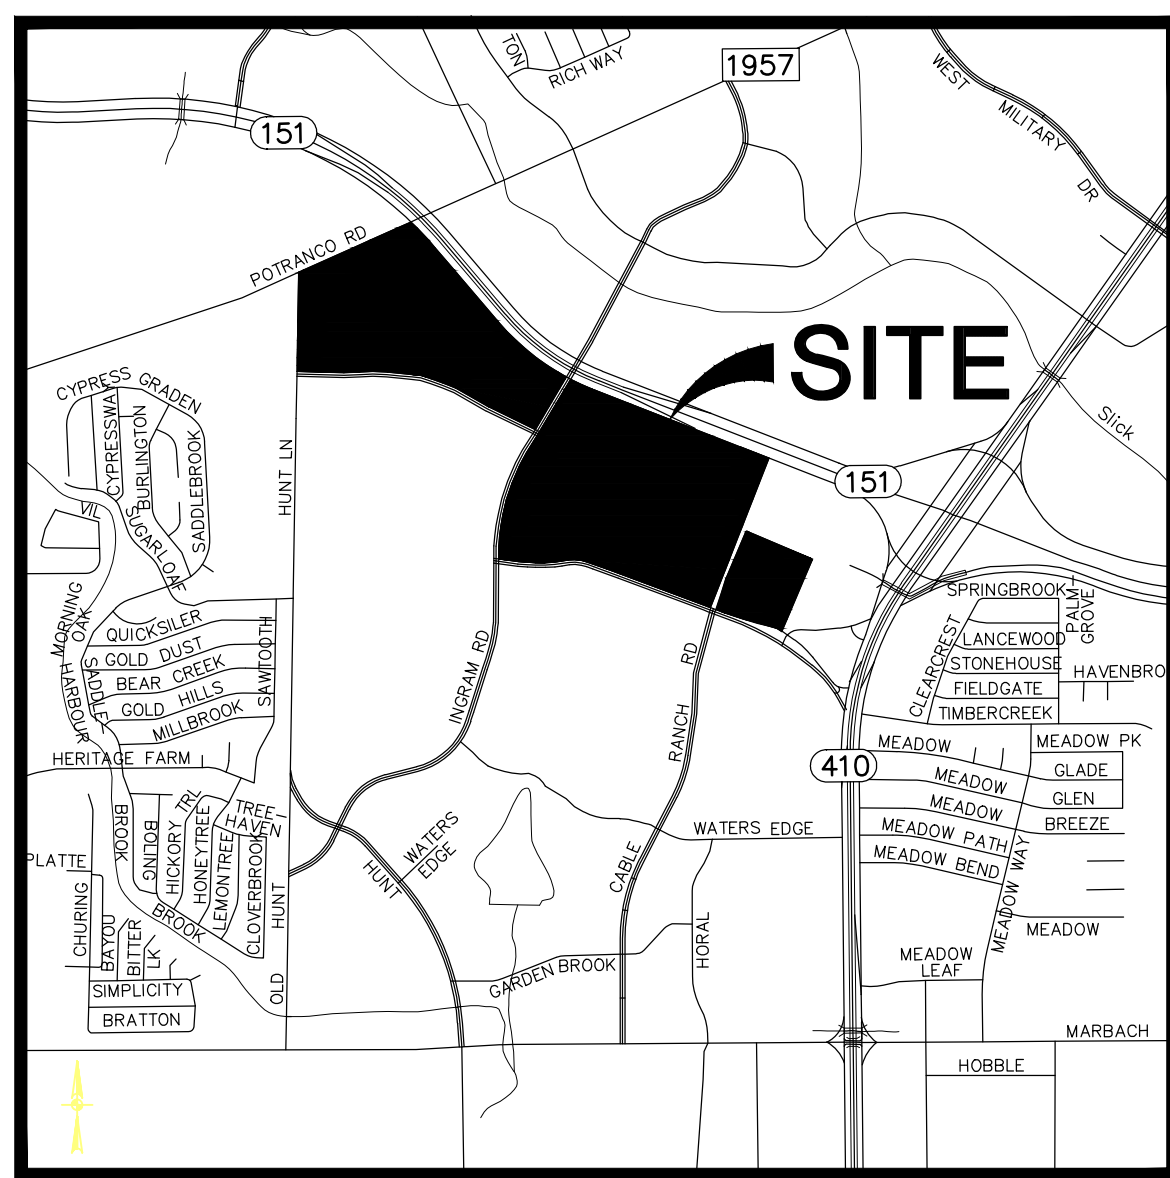 TON
RICH WAY
1957
WEST
MILITARY
DR
151
POTRANCO RD
SITE
CYPRESS GRADEN
CYPRESSWAY
BURLINGTON
SADDLEBROOK
SUGARLOAF
VIL
HUNT LN
Slick
151
MORNING
OAK
HARBOUR
SADDLE
QUICKSILER
GOLD DUST
BEAR CREEK
GOLD HILLS
MILLBROOK
SAWTOOTH
HERITAGE FARM
INGRAM RD
RANCH RD
CABLE
SPRINGBROOK
PALM-
GROVE
LANCEWOOD
STONEHOUSE
HAVENBRO
FIELDGATE
TIMBERCREEK
CLEARCREST
MEADOW
MEADOW PK
410
MEADOW
GLADE
GLEN
MEADOW
BREEZE
MEADOW PATH
MEADOW BEND
MEADOW WAY
MEADOW
MEADOW
LEAF
BROOK
BOLING
HICKORY TRL
HONEYTREE
LEMONTREE
TREE-
HAVEN
CLOVERBROOK
BROOK
OLD HUNT
HUNT
WATERS
EDGE
WATERS EDGE
PLATTE
CHURING
BAYOU
BITTER
LK
SIMPLICITY
BRATTON
GARDEN BROOK
HORAL
MARBACH
HOBBLE